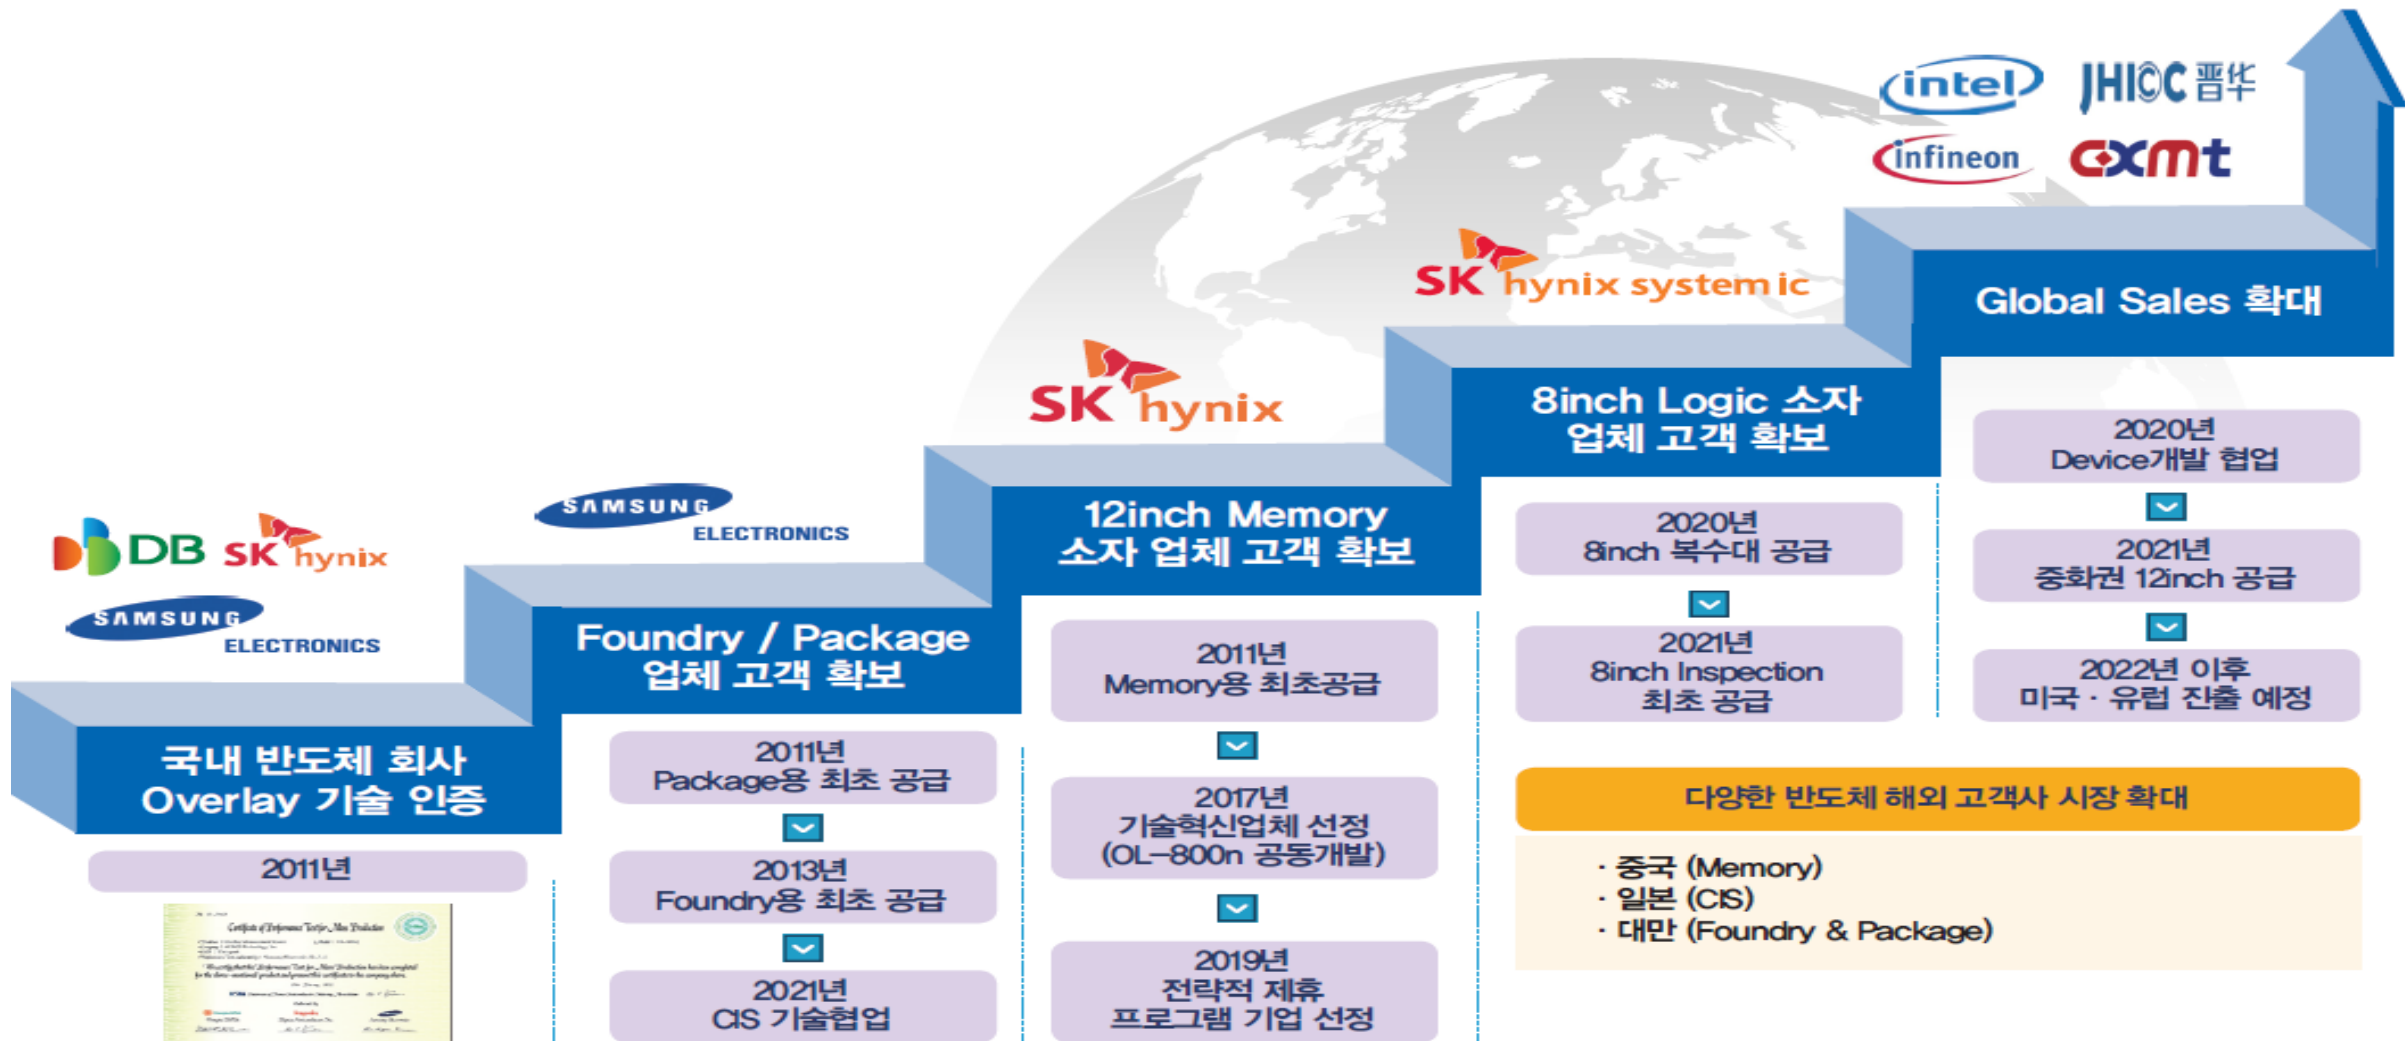 intel
JHICC 晋华
infineon
cxmt
SK hynix system ic
Global Sales 확대
SK hynix
8inch Logic 소자
업체 고객 확보
2020년
Device개발 협업
2021년
중화권 12inch 공급
2022년 이후
미국 · 유럽 진출 예정
SAMSUNG
ELECTRONICS
12inch Memory
소자 업체 고객 확보
2020년
8inch 복수대 공급
2021년
8inch Inspection
최초 공급
DB
SK hynix
SAMSUNG
ELECTRONICS
Foundry / Package
업체 고객 확보
2011년
Memory용 최초공급
2017년
기술혁신업체 선정
(OL-800n 공동개발)
2019년
전략적 제휴
프로그램 기업 선정
국내 반도체 회사
Overlay 기술 인증
2011년
Package용 최초 공급
2013년
Foundry용 최초 공급
2021년
CIS 기술협업
2011년
Certificate of Performance Test for Mass Production
다양한 반도체 해외 고객사 시장 확대
· 중국 (Memory)
· 일본 (CIS)
· 대만 (Foundry & Package)